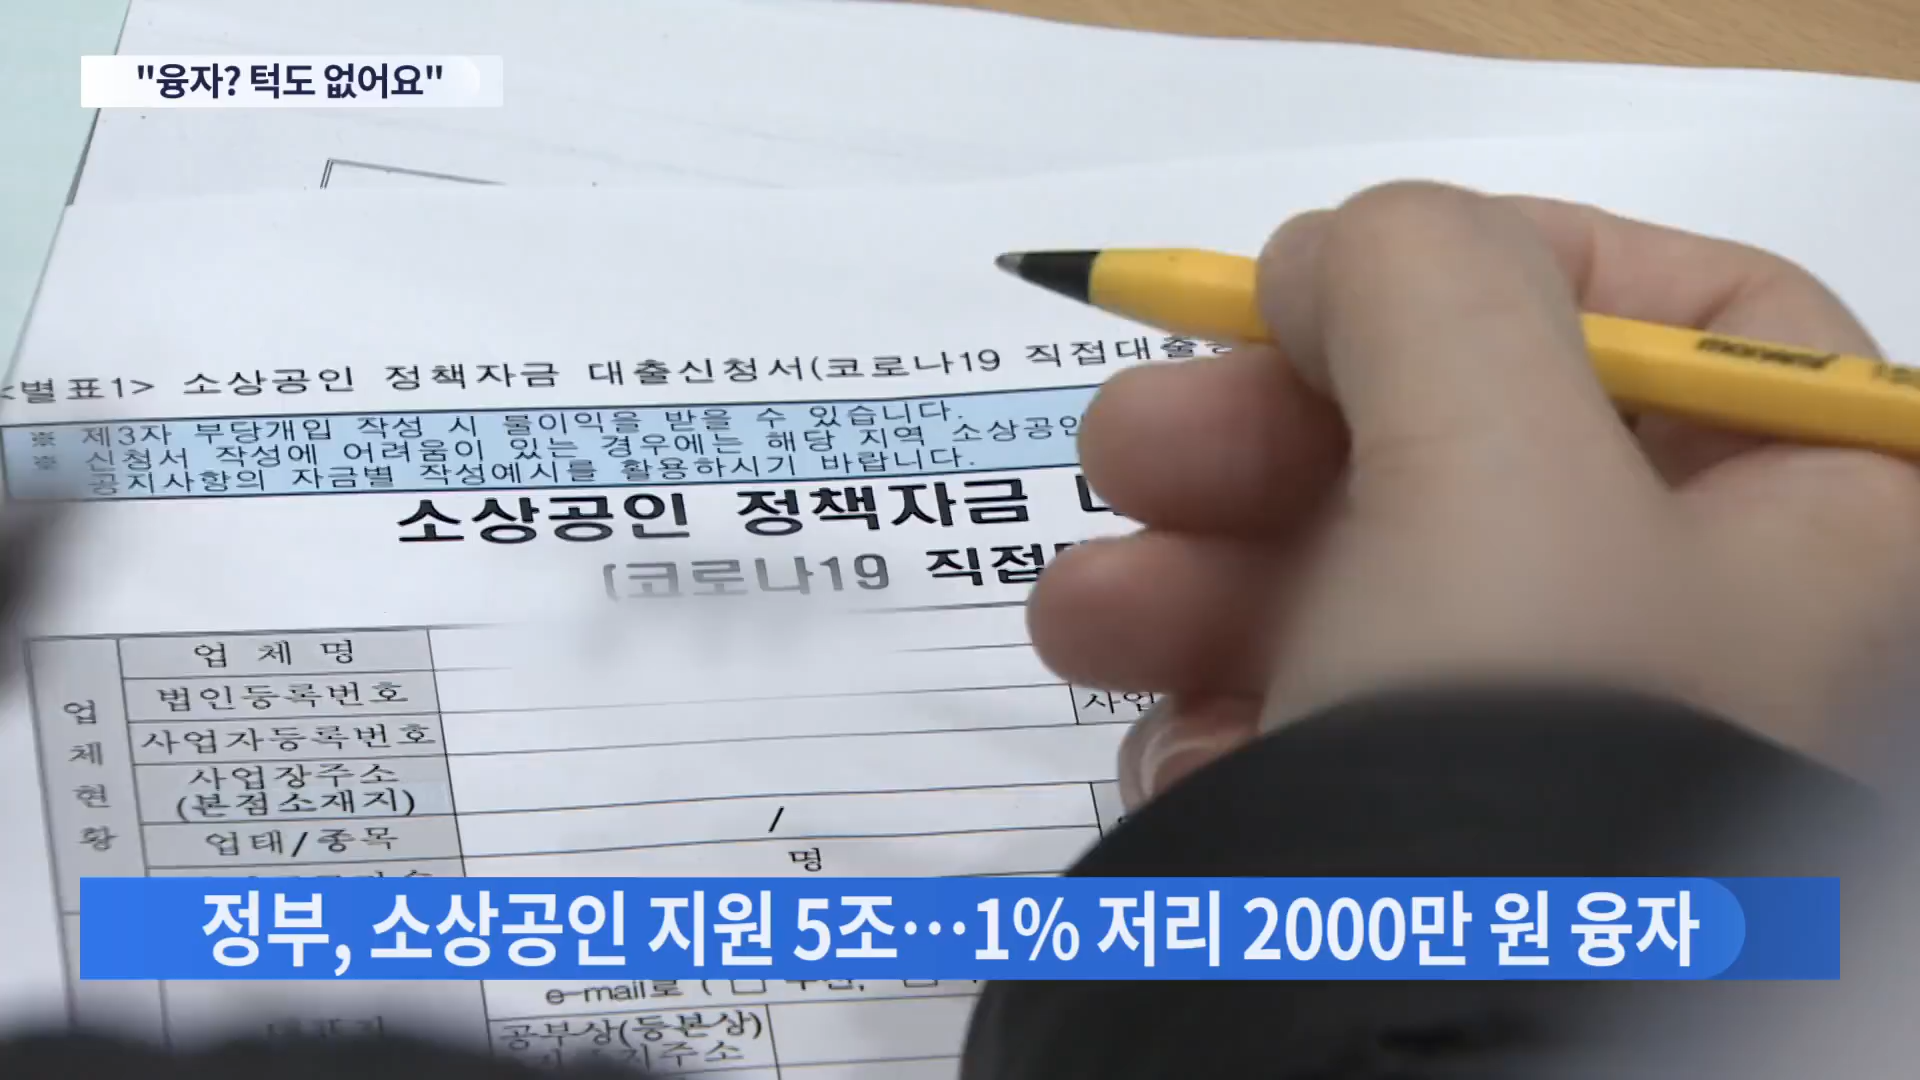 "융자? 턱도 없어요"
<별표1> 소상공인 정책자금 대출신청서(코로나19 직접대출
※ 제3자 부당개입 작성 시 불이익을 받을 수 있습니다.
※ 신청서 작성에 어려움이 있는 경우에는 해당 지역 소상공인
공지사항의 자금별 작성예시를 활용하시기 바랍니다.
소상공인 정책자금
(코로나19 직접
업체현황
업 체 명
법인등록번호
사업
사업자등록번호
사업장주소
(본점소재지)
/
업태/종목
명
정부, 소상공인 지원 5조…1% 저리 2000만 원 융자
e-mail로 (
공부상(등본상)
주소